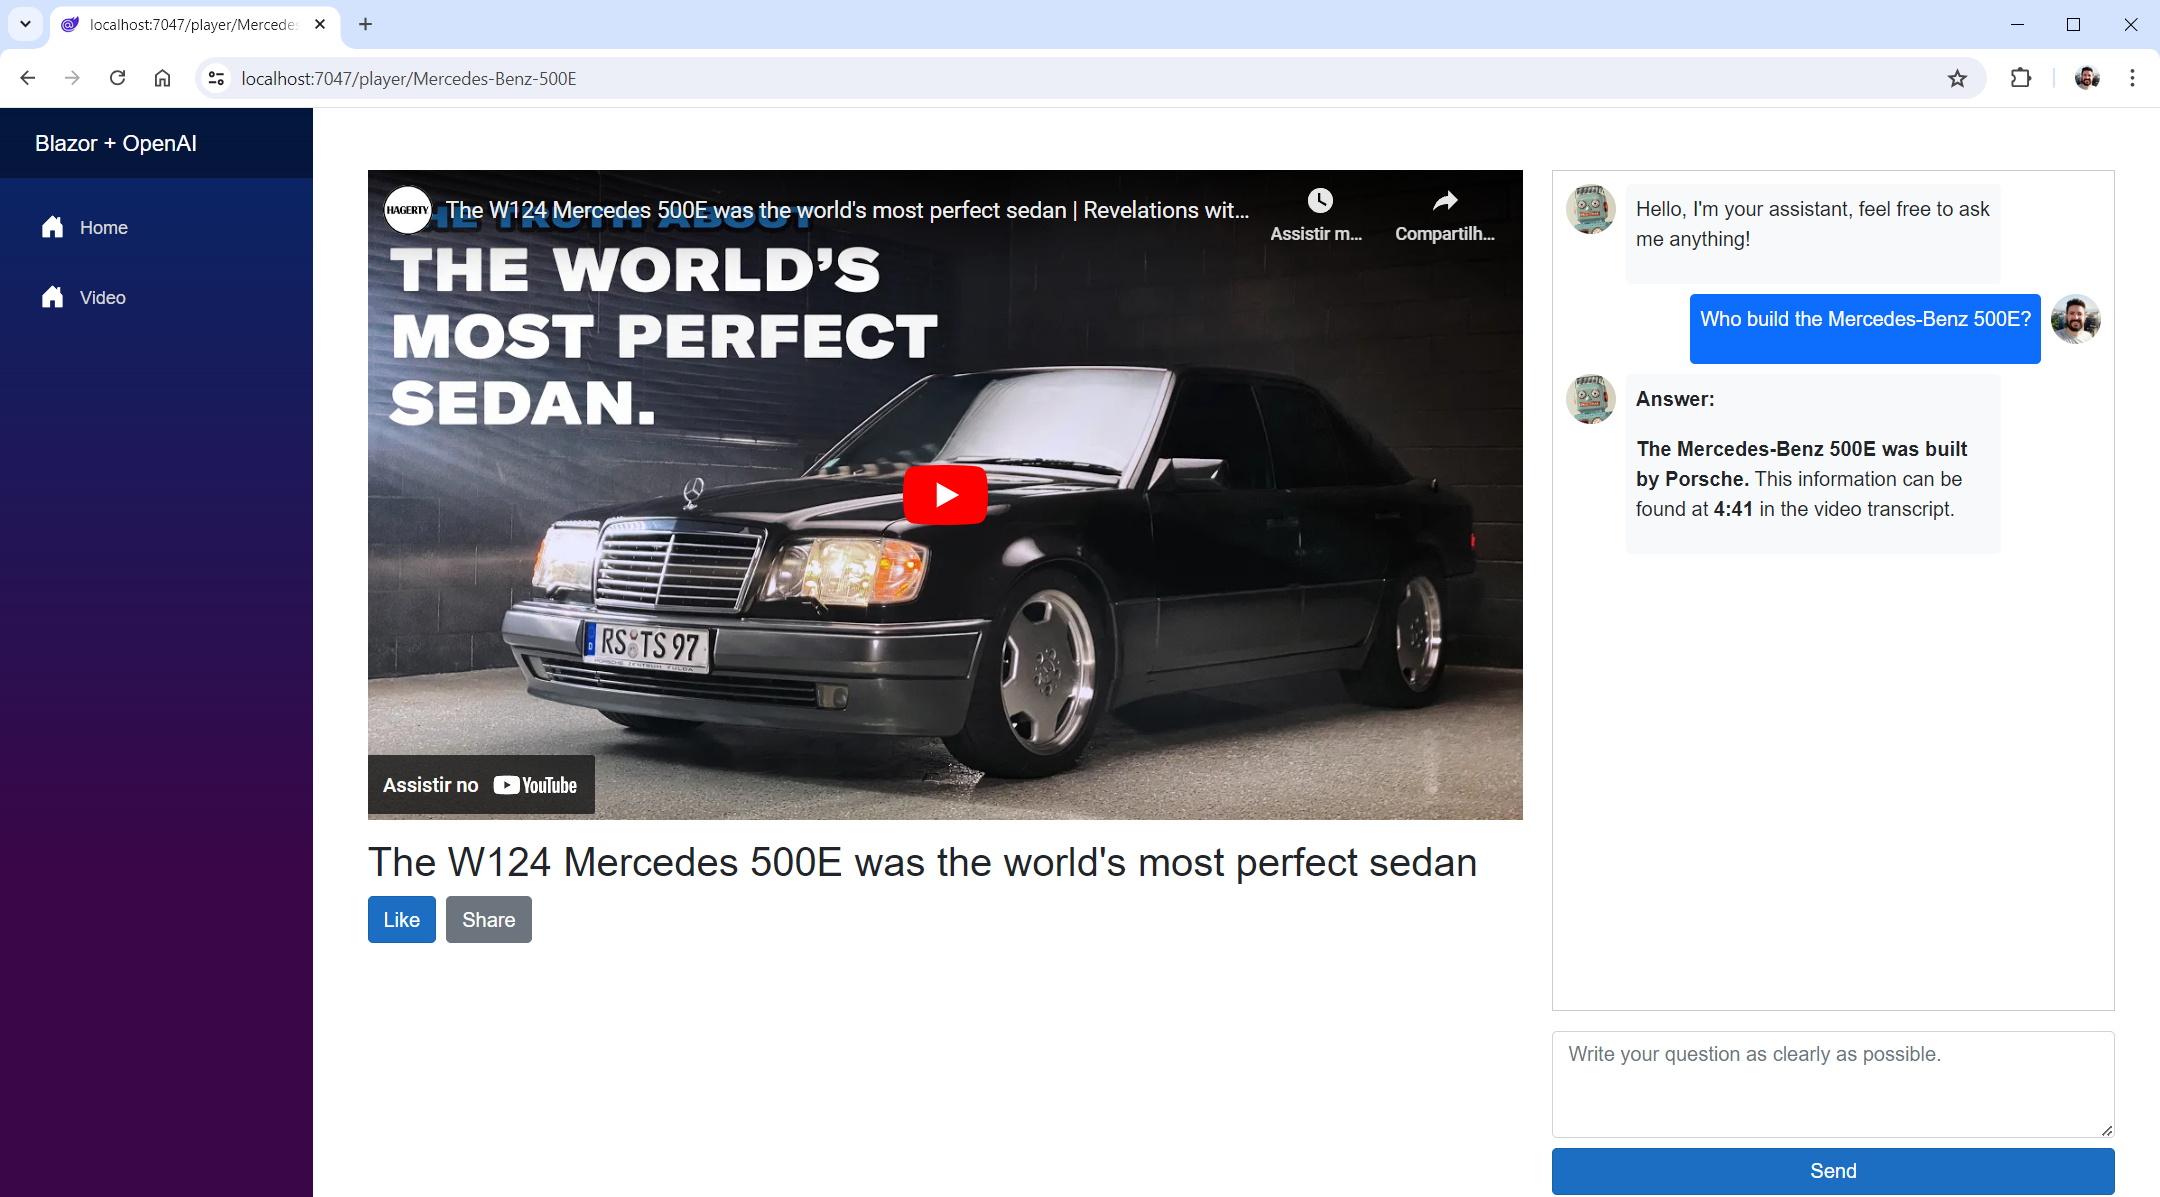 localhost:7047/player/Mercedes
localhost:7047/player/Mercedes-Benz-500E
Blazor + OpenAI
Home
Video
HAGERTY
The W124 Mercedes 500E was the world's most perfect sedan | Revelations wit...
Assistir m...
Compartilh...
THE TRUTH ABOUT
THE WORLD'S
MOST PERFECT
SEDAN.
RS TS 97
PORSCHE ZENTRUM FULDA
Assistir no YouTube
The W124 Mercedes 500E was the world's most perfect sedan
Like
Share
Hello, I'm your assistant, feel free to ask
me anything!
Who build the Mercedes-Benz 500E?
Answer:
The Mercedes-Benz 500E was built
by Porsche. This information can be
found at 4:41 in the video transcript.
Write your question as clearly as possible.
Send